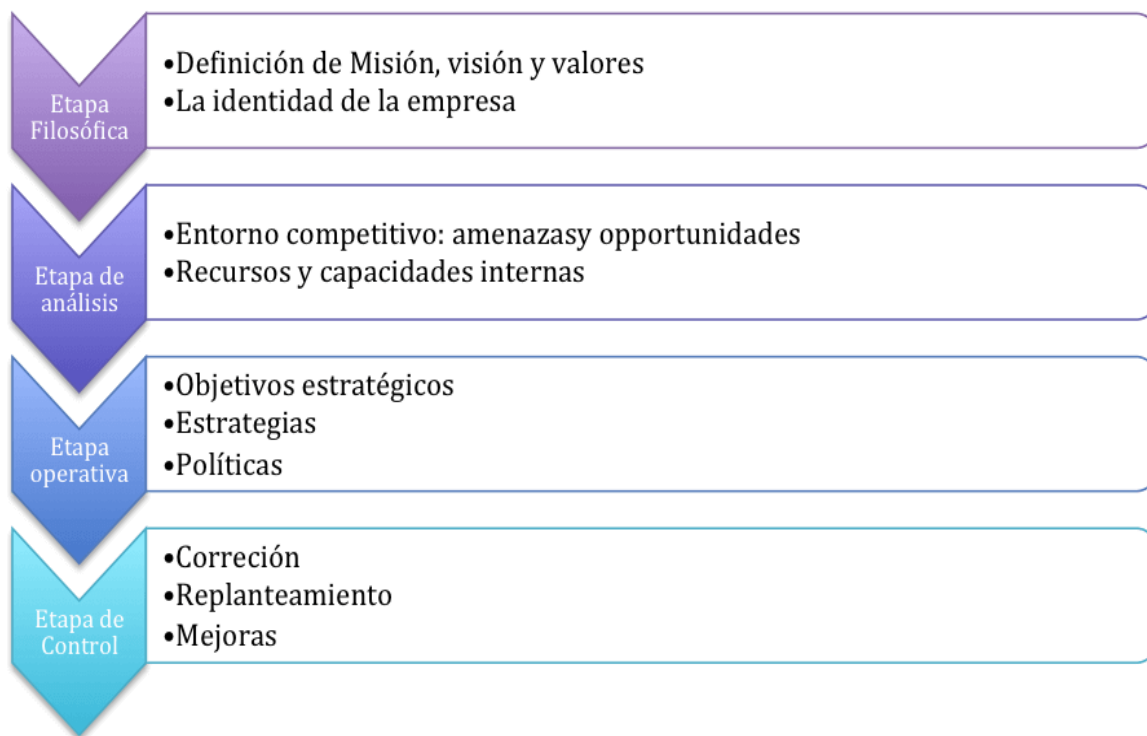 Etapa
Filosófica
•Definición de Misión, visión y valores
•La identidad de la empresa
Etapa de
análisis
•Entorno competitivo: amenazasy opportunidades
•Recursos y capacidades internas
Etapa
operativa
•Objetivos estratégicos
•Estrategias
•Políticas
Etapa de
Control
•Correción
•Replanteamiento
•Mejoras